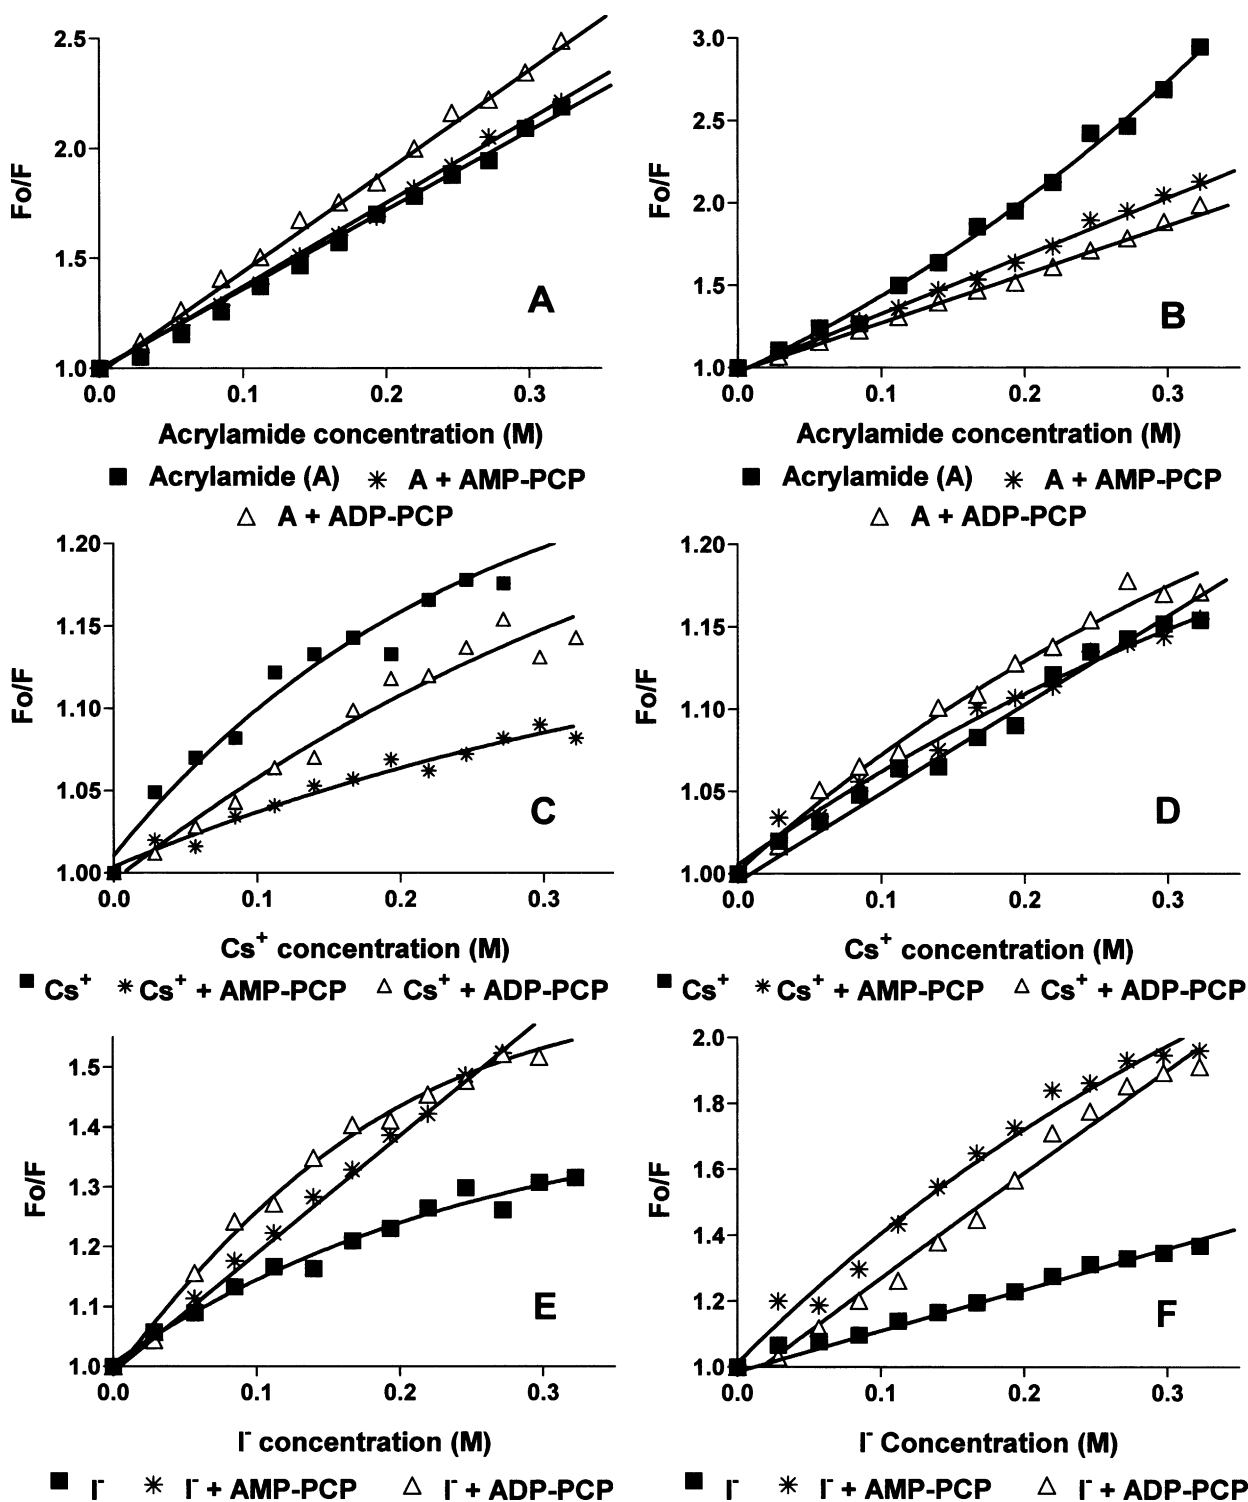 2.5
2.0
1.5
1.0
Fo/F
A
0.0 0.1 0.2 0.3
Acrylamide concentration (M)
■ Acrylamide (A) ✳ A + AMP-PCP
△ A + ADP-PCP
3.0
2.5
2.0
1.5
1.0
Fo/F
B
0.0 0.1 0.2 0.3
Acrylamide concentration (M)
■ Acrylamide (A) ✳ A + AMP-PCP
△ A + ADP-PCP
1.20
1.15
1.10
1.05
1.00
Fo/F
C
0.0 0.1 0.2 0.3
Cs⁺ concentration (M)
■ Cs⁺ ✳ Cs⁺ + AMP-PCP △ Cs⁺ + ADP-PCP
1.20
1.15
1.10
1.05
1.00
Fo/F
D
0.0 0.1 0.2 0.3
Cs⁺ concentration (M)
■ Cs⁺ ✳ Cs⁺ + AMP-PCP △ Cs⁺ + ADP-PCP
1.5
1.4
1.3
1.2
1.1
1.0
Fo/F
E
0.0 0.1 0.2 0.3
I⁻ concentration (M)
■ I⁻ ✳ I⁻ + AMP-PCP △ I⁻ + ADP-PCP
2.0
1.8
1.6
1.4
1.2
1.0
Fo/F
F
0.0 0.1 0.2 0.3
I⁻ Concentration (M)
■ I⁻ ✳ I⁻ + AMP-PCP △ I⁻ + ADP-PCP